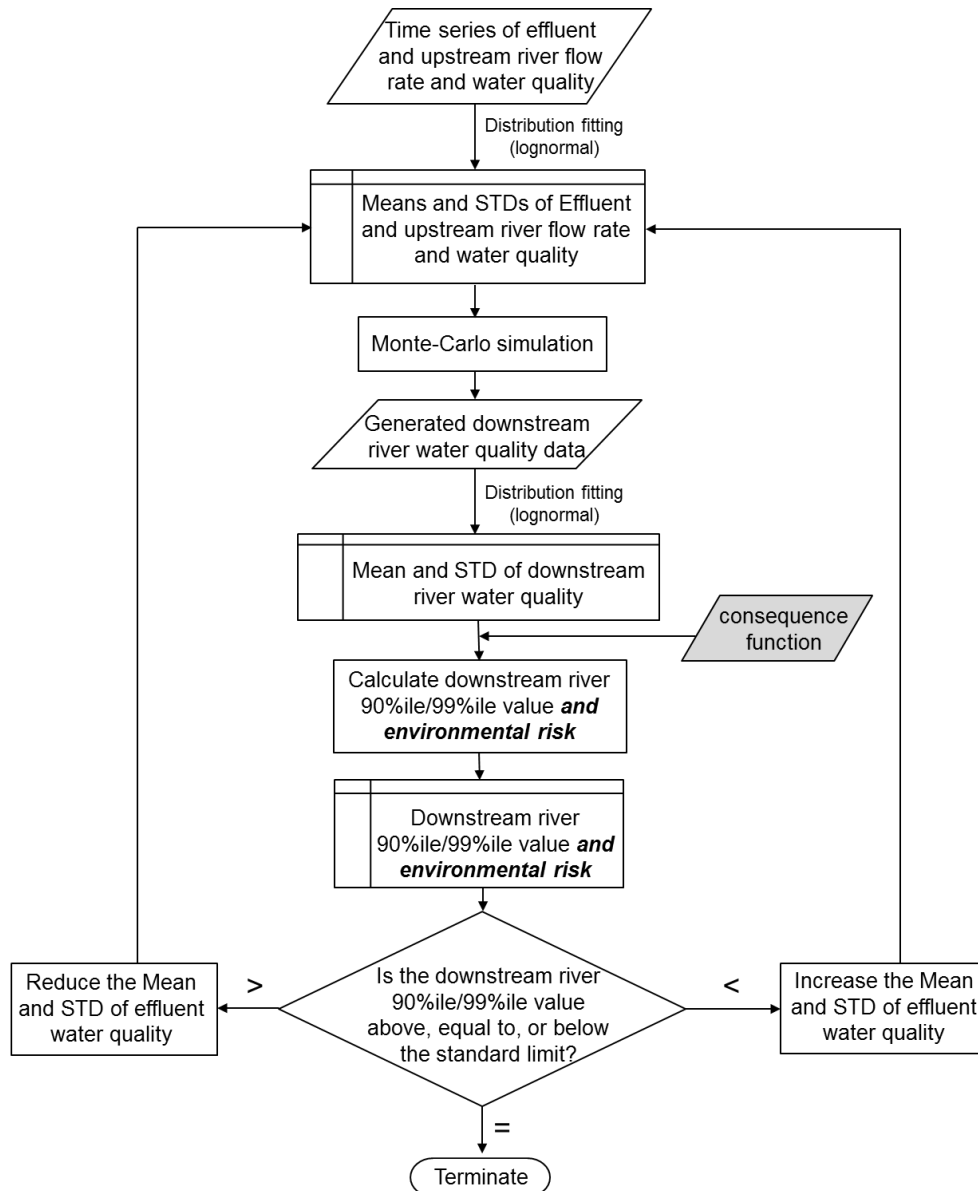 Time series of effluent
and upstream river flow
rate and water quality
Distribution fitting
(lognormal)
Means and STDs of Effluent
and upstream river flow rate
and water quality
Monte-Carlo simulation
Generated downstream
river water quality data
Distribution fitting
(lognormal)
Mean and STD of downstream
river water quality
consequence
function
Calculate downstream river
90%ile/99%ile value and
environmental risk
Downstream river
90%ile/99%ile value and
environmental risk
Reduce the Mean
and STD of effluent
water quality
>
Is the downstream river
90%ile/99%ile value
above, equal to, or below
the standard limit?
<
Increase the Mean
and STD of effluent
water quality
=
Terminate